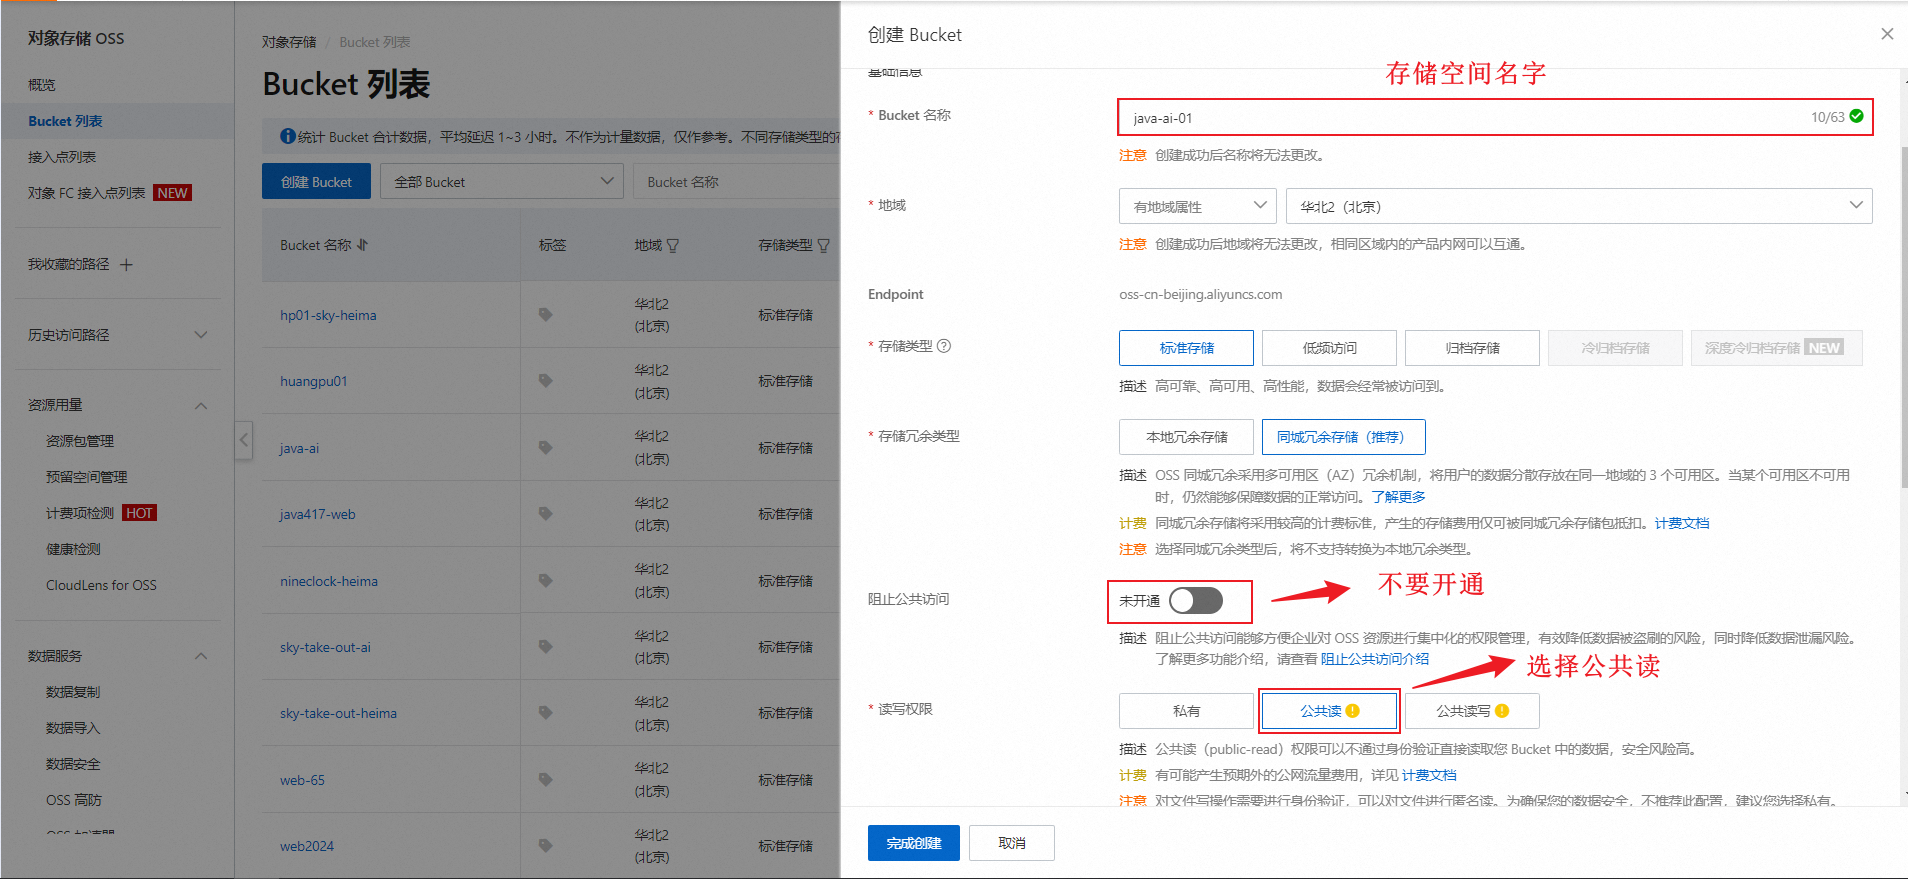 对象存储 OSS
概览
Bucket 列表
接入点列表
对象 FC 接入点列表 NEW
我收藏的路径
历史访问路径
资源用量
资源包管理
预留空间管理
计费项检测 HOT
健康检测
CloudLens for OSS
数据服务
数据复制
数据导入
数据安全
OSS 高防
对象存储 / Bucket 列表
Bucket 列表
统计 Bucket 合计数据，平均延迟 1~3 小时。不作为计量数据，仅作参考。不同存储类型的
创建 Bucket 全部 Bucket Bucket 名称
Bucket 名称 标签 地域 存储类型
hp01-sky-heima 华北2 (北京) 标准存储
huangpu01 华北2 (北京) 标准存储
java-ai 华北2 (北京) 标准存储
java417-web 华北2 (北京) 标准存储
nineclock-heima 华北2 (北京) 标准存储
sky-take-out-ai 华北2 (北京) 标准存储
sky-take-out-heima 华北2 (北京) 标准存储
web-65 华北2 (北京) 标准存储
web2024 华北2 (北京) 标准存储
创建 Bucket
基础信息
存储空间名字
* Bucket 名称 java-ai-01 10/63
注意 创建成功后名称将无法更改。
* 地域 有地域属性 华北2（北京）
注意 创建成功后地域将无法更改，相同区域内的产品内网可以互通。
Endpoint oss-cn-beijing.aliyuncs.com
* 存储类型 标准存储 低频访问 归档存储 冷归档存储 深度冷归档存储 NEW
描述 高可靠、高可用、高性能，数据会经常被访问到。
* 存储冗余类型 本地冗余存储 同城冗余存储（推荐）
描述 OSS 同城冗余采用多可用区（AZ）冗余机制，将用户的数据分散存放在同一地域的 3 个可用区。当某个可用区不可用
时，仍然能够保障数据的正常访问。了解更多
计费 同城冗余存储将采用较高的计费标准，产生的存储费用仅可被同城冗余存储包抵扣。计费文档
注意 选择同城冗余类型后，将不支持转换为本地冗余类型。
阻止公共访问 未开通 不要开通
描述 阻止公共访问能够方便企业对 OSS 资源进行集中化的权限管理，有效降低数据被盗刷的风险，同时降低数据泄漏风险。
了解更多功能介绍，请查看 阻止公共访问介绍
选择公共读
* 读写权限 私有 公共读 公共读写
描述 公共读（public-read）权限可以不通过身份验证直接读取您 Bucket 中的数据，安全风险高。
计费 有可能产生预期外的公网流量费用，详见 计费文档
注意 对文件写操作需要进行身份验证，可以对文件进行匿名读。为确保您的数据安全，不推荐此配置，建议您选择私有。
完成创建 取消